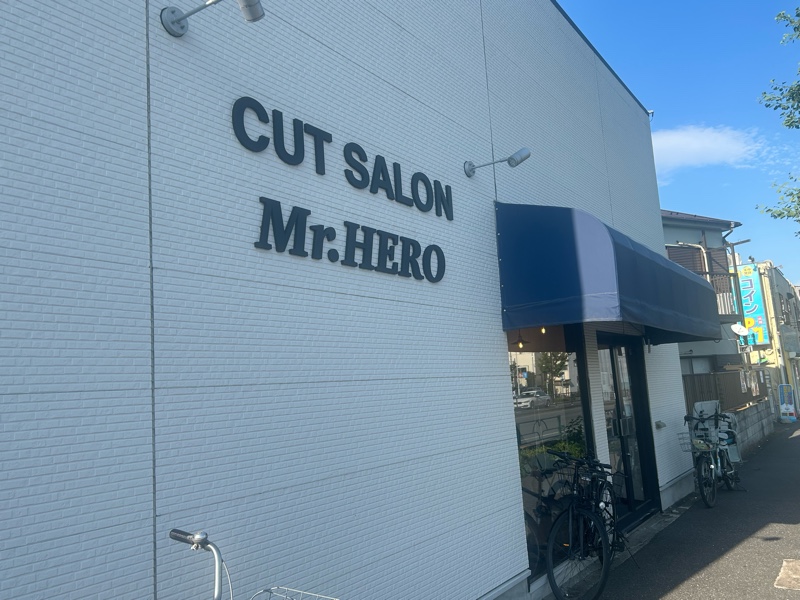 CUT SALON
Mr.HERO
コイン